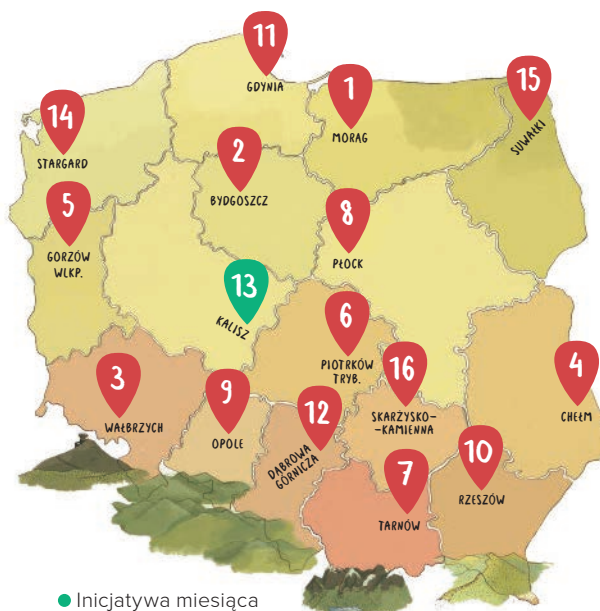 11
GDYNIA
1
MORĄG
15
SUWAŁKI
14
STARGARD
2
BYDGOSZCZ
5
GORZÓW
WLKP.
8
PŁOCK
13
KALISZ
6
PIOTRKÓW
TRYB.
3
WAŁBRZYCH
9
OPOLE
12
DĄBROWA
GÓRNICZA
16
SKARŻYSKO-
-KAMIENNA
4
CHEŁM
10
RZESZÓW
7
TARNÓW
Inicjatywa miesiąca